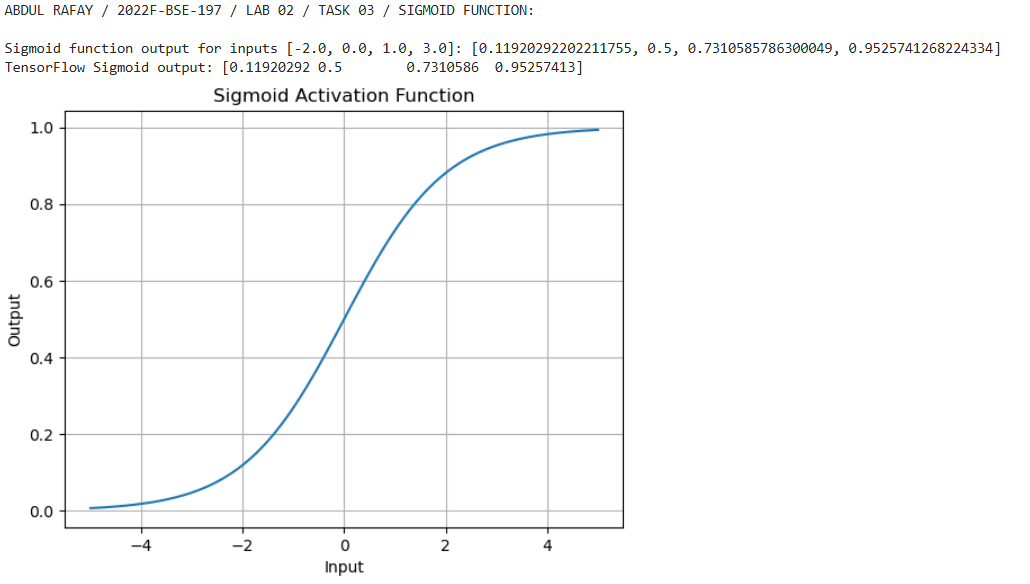 ABDUL RAFAY / 2022F-BSE-197 / LAB 02 / TASK 03 / SIGMOID FUNCTION:
Sigmoid function output for inputs [-2.0, 0.0, 1.0, 3.0]: [0.11920292202211755, 0.5, 0.7310585786300049, 0.9525741268224334]
TensorFlow Sigmoid output: [0.11920292 0.5        0.7310586  0.95257413]
Sigmoid Activation Function
1.0
0.8
0.6
0.4
0.2
0.0
Output
−4 −2 0 2 4
Input